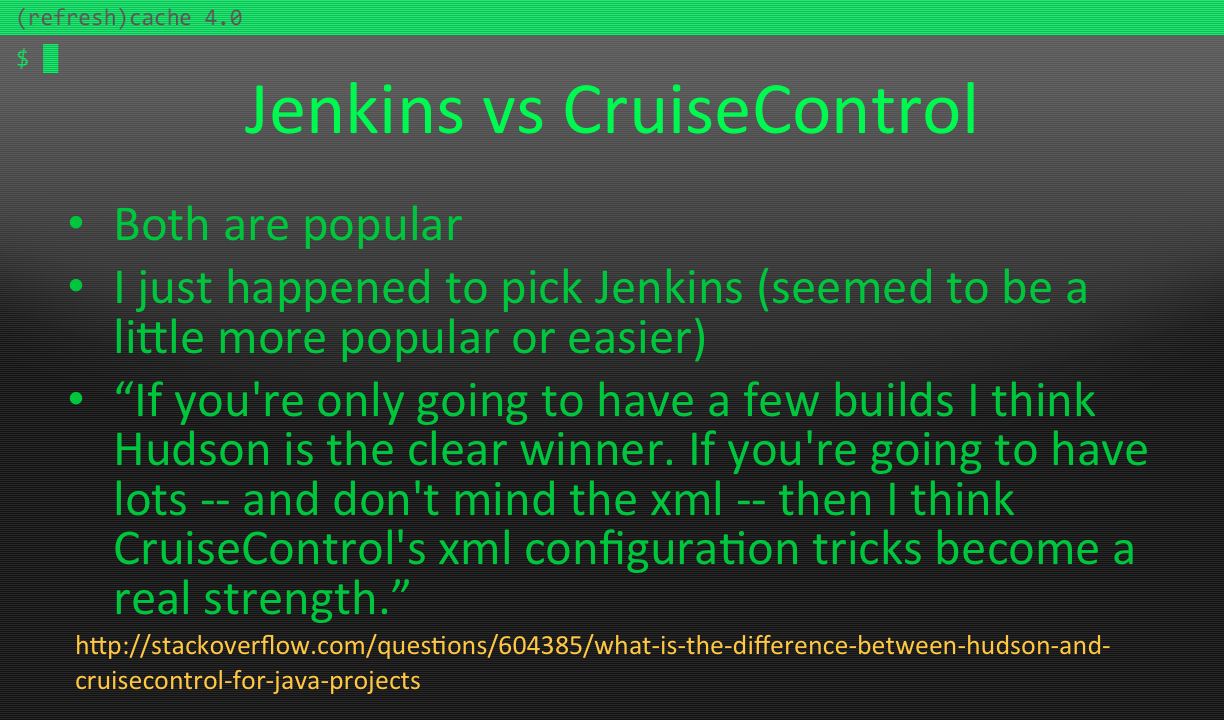 (refresh)cache 4.0
$
Jenkins vs CruiseControl
• Both are popular
• I just happened to pick Jenkins (seemed to be a
little more popular or easier)
• “If you're only going to have a few builds I think
Hudson is the clear winner. If you're going to have
lots -- and don't mind the xml -- then I think
CruiseControl's xml configuration tricks become a
real strength.”
http://stackoverflow.com/questions/604385/what-is-the-difference-between-hudson-and-
cruisecontrol-for-java-projects